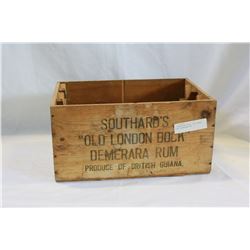 SOUTHARD'S
"OLD LONDON DOCK"
DEMERARA RUM
PRODUCE OF BRITISH GUIANA.